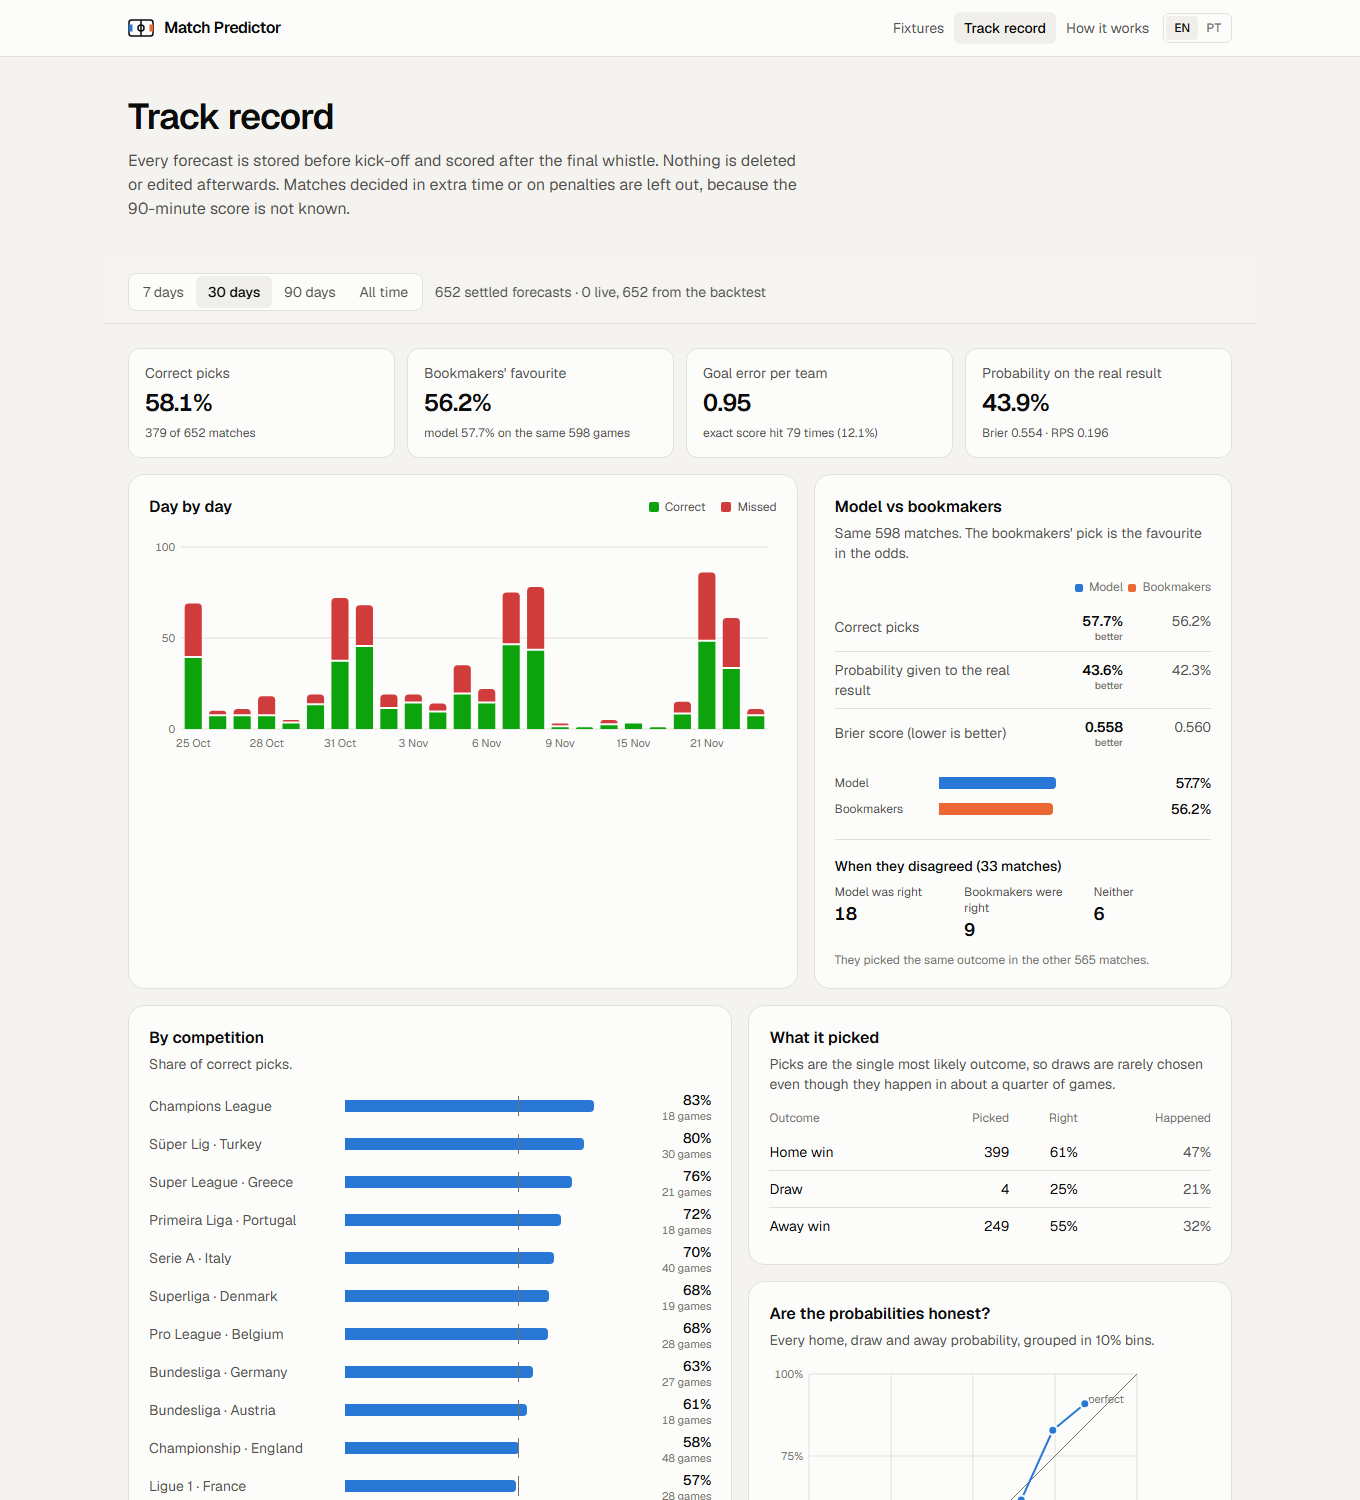 Match Predictor
Fixtures
Track record
How it works
EN
PT
Track record
Every forecast is stored before kick-off and scored after the final whistle. Nothing is deleted
or edited afterwards. Matches decided in extra time or on penalties are left out, because the
90-minute score is not known.
7 days
30 days
90 days
All time
652 settled forecasts · 0 live, 652 from the backtest
Correct picks
58.1%
379 of 652 matches
Bookmakers' favourite
56.2%
model 57.7% on the same 598 games
Goal error per team
0.95
exact score hit 79 times (12.1%)
Probability on the real result
43.9%
Brier 0.554 · RPS 0.196
Day by day
Correct
Missed
100
50
0
25 Oct
28 Oct
31 Oct
3 Nov
6 Nov
9 Nov
15 Nov
21 Nov
Model vs bookmakers
Same 598 matches. The bookmakers' pick is the favourite
in the odds.
Model
Bookmakers
Correct picks
57.7%
better
56.2%
Probability given to the real
result
43.6%
better
42.3%
Brier score (lower is better)
0.558
better
0.560
Model
57.7%
Bookmakers
56.2%
When they disagreed (33 matches)
Model was right
18
Bookmakers were
right
9
Neither
6
They picked the same outcome in the other 565 matches.
By competition
Share of correct picks.
Champions League
83%
18 games
Süper Lig · Turkey
80%
30 games
Super League · Greece
76%
21 games
Primeira Liga · Portugal
72%
18 games
Serie A · Italy
70%
40 games
Superliga · Denmark
68%
19 games
Pro League · Belgium
68%
28 games
Bundesliga · Germany
63%
27 games
Bundesliga · Austria
61%
18 games
Championship · England
58%
48 games
Ligue 1 · France
57%
28 games
What it picked
Picks are the single most likely outcome, so draws are rarely chosen
even though they happen in about a quarter of games.
Outcome
Picked
Right
Happened
Home win
399
61%
47%
Draw
4
25%
21%
Away win
249
55%
32%
Are the probabilities honest?
Every home, draw and away probability, grouped in 10% bins.
100%
perfect
75%